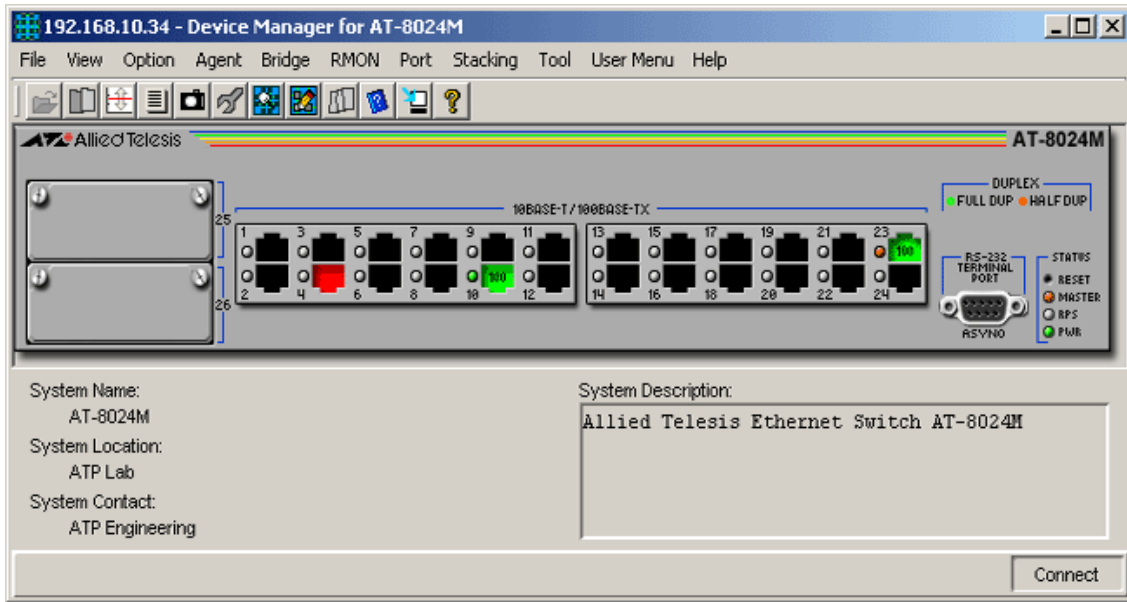 192.168.10.34 - Device Manager for AT-8024M
File View Option Agent Bridge RMON Port Stacking Tool User Menu Help
Allied Telesis
AT-8024M
25
26
10BASE-T/100BASE-TX
1 3 5 7 9 11 13 15 17 19 21 23
100
100
2 4 6 8 10 12 14 16 18 20 22 24
DUPLEX
FULL DUP HALF DUP
RS-232
TERMINAL
PORT
ASYNO
STATUS
RESET
MASTER
RPS
PWR
System Name:
AT-8024M
System Location:
ATP Lab
System Contact:
ATP Engineering
System Description:
Allied Telesis Ethernet Switch AT-8024M
Connect